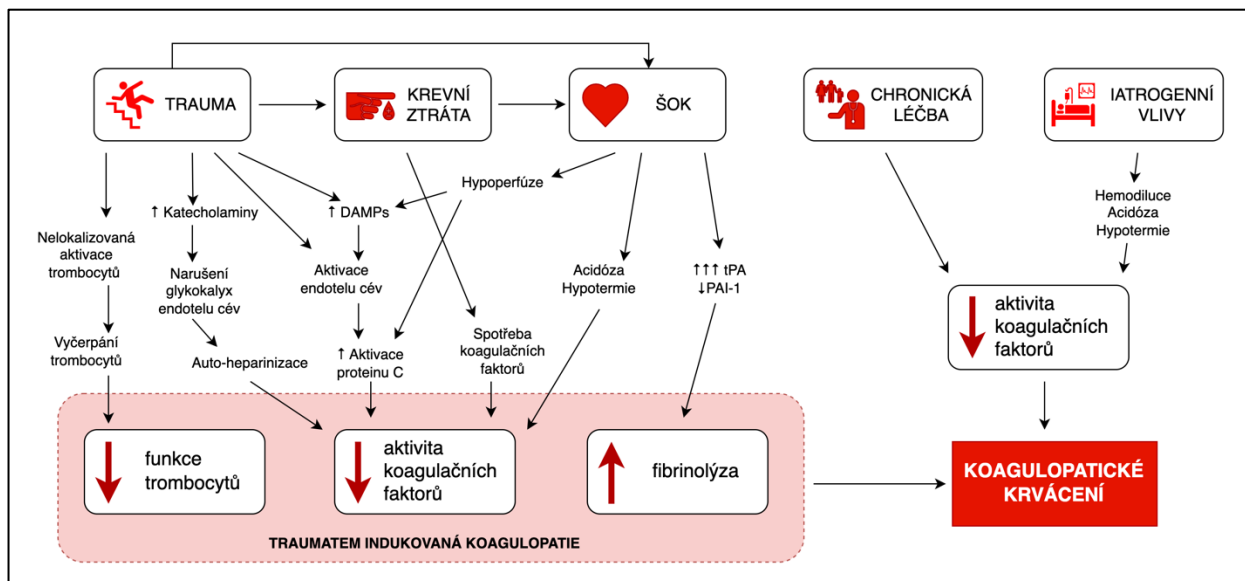 TRAUMA
KREVNÍ
ZTRÁTA
ŠOK
CHRONICKÁ
LÉČBA
IATROGENNÍ
VLIVY
Hypoperfúze
↑ Katecholaminy
↑ DAMPs
Hemodiluce
Acidóza
Hypotermie
Nelokalizovaná
aktivace
trombocytů
Narušení
glykokalyx
endotelu cév
Aktivace
endotelu cév
Acidóza
Hypotermie
↑↑↑ tPA
↓PAI-1
Vyčerpání
trombocytů
Auto-heparinizace
↑ Aktivace
proteinu C
Spotřeba
koagulačních
faktorů
aktivita
koagulačních
faktorů
funkce
trombocytů
aktivita
koagulačních
faktorů
fibrinolýza
KOAGULOPATICKÉ
KRVÁCENÍ
TRAUMATEM INDUKOVANÁ KOAGULOPATIE